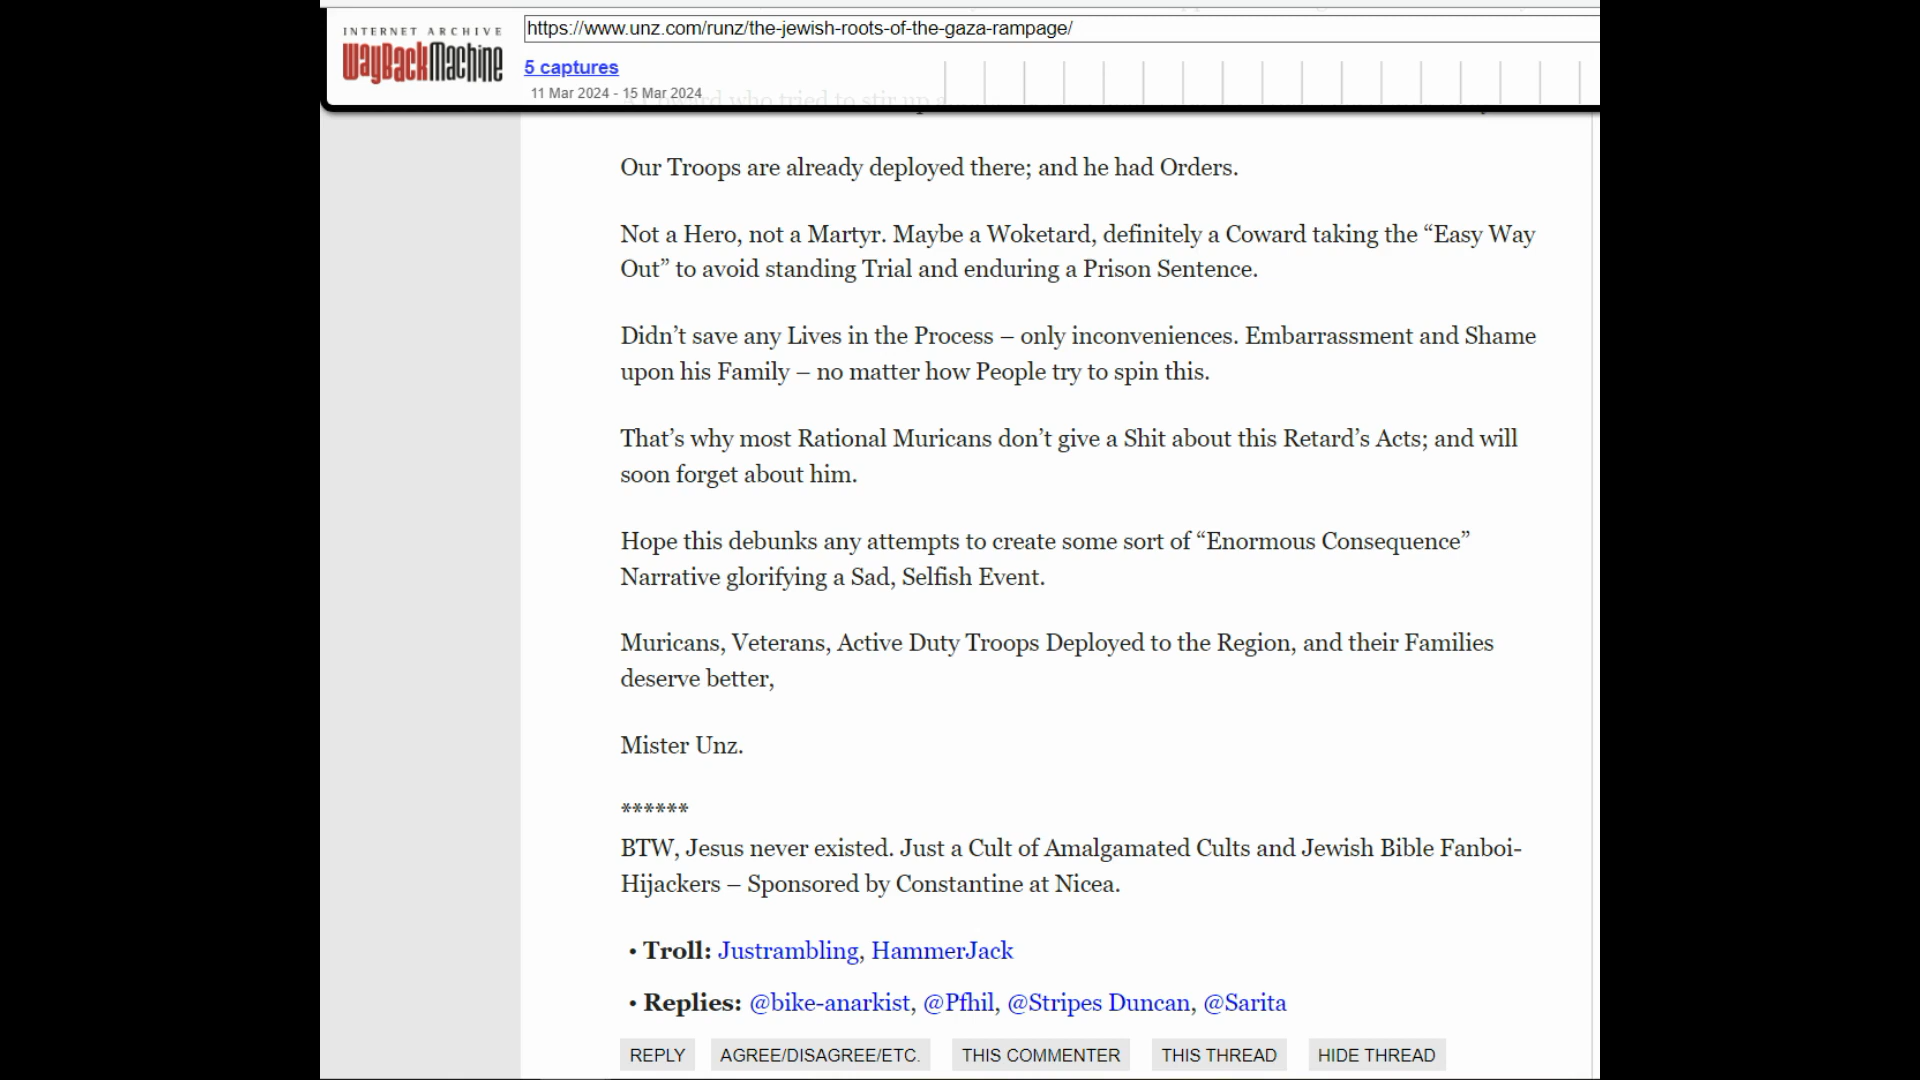 INTERNET ARCHIVE
WayBackMachine
https://www.unz.com/runz/the-jewish-roots-of-the-gaza-rampage/
5 captures
11 Mar 2024 - 15 Mar 2024
who tried to stir up a
Our Troops are already deployed there; and he had Orders.
Not a Hero, not a Martyr. Maybe a Woketard, definitely a Coward taking the “Easy Way
Out” to avoid standing Trial and enduring a Prison Sentence.
Didn’t save any Lives in the Process – only inconveniences. Embarrassment and Shame
upon his Family – no matter how People try to spin this.
That’s why most Rational Muricans don’t give a Shit about this Retard’s Acts; and will
soon forget about him.
Hope this debunks any attempts to create some sort of “Enormous Consequence”
Narrative glorifying a Sad, Selfish Event.
Muricans, Veterans, Active Duty Troops Deployed to the Region, and their Families
deserve better,
Mister Unz.
******
BTW, Jesus never existed. Just a Cult of Amalgamated Cults and Jewish Bible Fanboi-
Hijackers – Sponsored by Constantine at Nicea.
• Troll: Justrambling, HammerJack
• Replies: @bike-anarkist, @Pfhil, @Stripes Duncan, @Sarita
REPLY AGREE/DISAGREE/ETC. THIS COMMENTER THIS THREAD HIDE THREAD